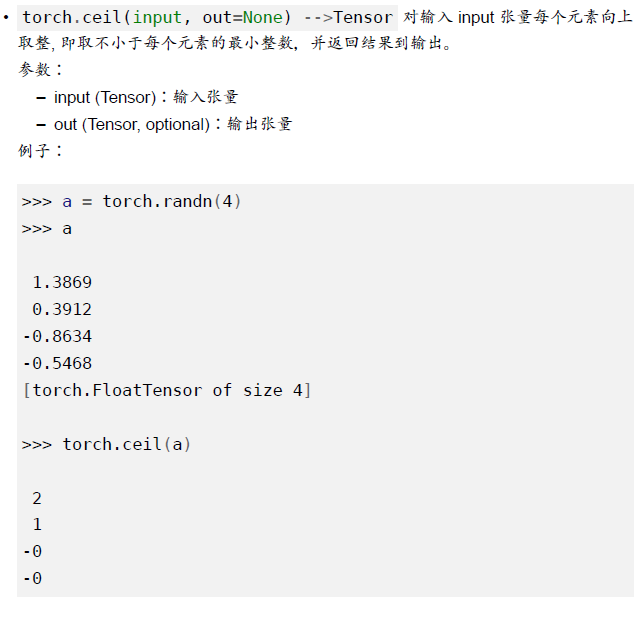 • torch.ceil(input, out=None) -->Tensor 对输入 input 张量每个元素向上
取整, 即取不小于每个元素的最小整数，并返回结果到输出。
参数：
– input (Tensor)：输入张量
– out (Tensor, optional)：输出张量
例子：
>>> a = torch.randn(4)
>>> a
1.3869
0.3912
-0.8634
-0.5468
[torch.FloatTensor of size 4]
>>> torch.ceil(a)
2
1
-0
-0